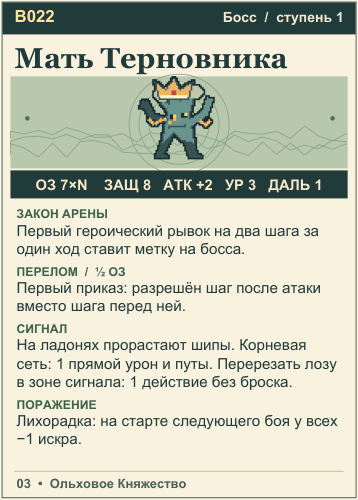 B022
Босс / ступень 1
Мать Терновника
ОЗ 7×N ЗАЩ 8 АТК +2 УР 3 ДАЛЬ 1
ЗАКОН АРЕНЫ
Первый героический рывок на два шага за
один ход ставит метку на босса.
ПЕРЕЛОМ / ½ ОЗ
Первый приказ: разрешён шаг после атаки
вместо шага перед ней.
СИГНАЛ
На ладонях прорастают шипы. Корневая
сеть: 1 прямой урон и путы. Перерезать лозу
в зоне сигнала: 1 действие без броска.
ПОРАЖЕНИЕ
Лихорадка: на старте следующего боя у всех
−1 искра.
03 • Ольховое Княжество